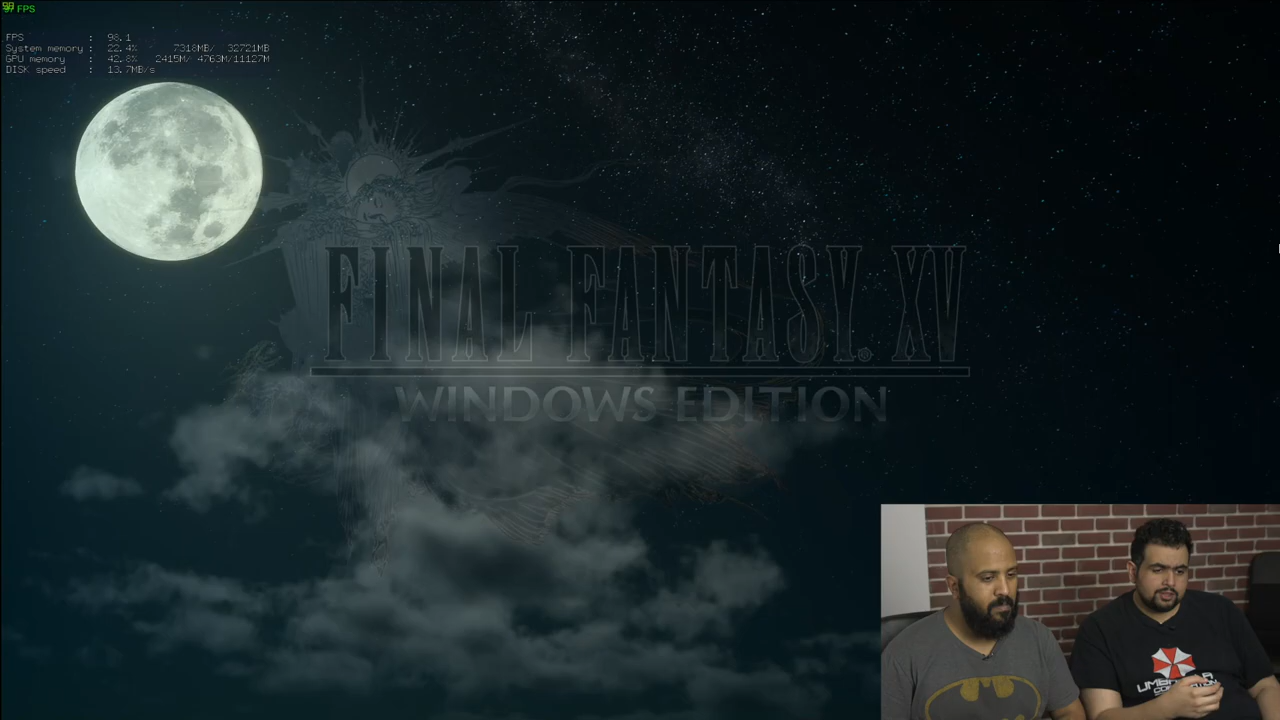 97 FPS
FPS : 98.1
System memory : 22.4% 7318MB/ 32721MB
GPU memory : 42.8% 2415M/ 4763M/11127M
DISK speed : 13.7MB/s
FINAL FANTASY® XV
WINDOWS EDITION